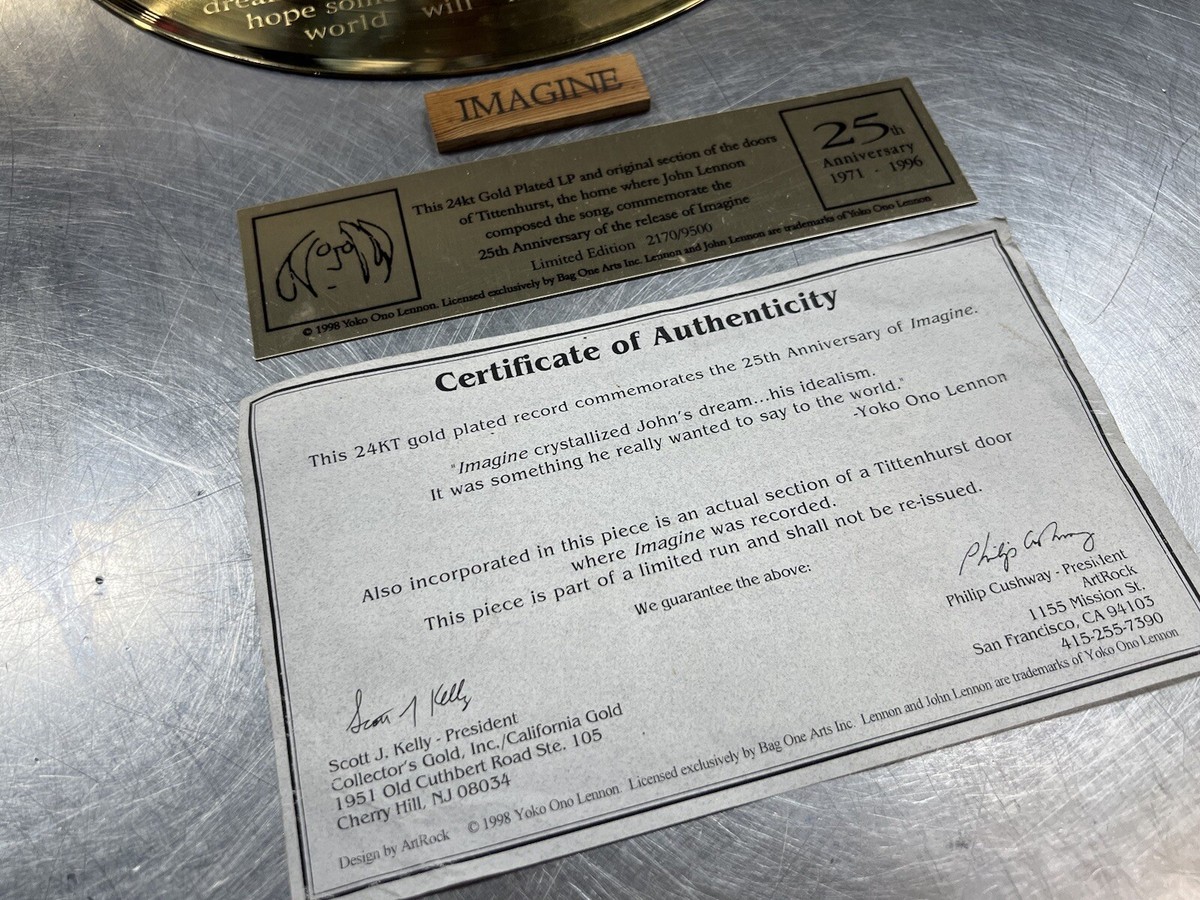 hope some
world will
IMAGINE
This 24kt Gold Plated LP and original section of the doors
of Tittenhurst, the home where John Lennon
composed the song, commemorate the
25th Anniversary of the release of Imagine
Limited Edition 2170/9500
© 1998 Yoko Ono Lennon. Licensed exclusively by Bag One Arts Inc. Lennon and John Lennon are trademarks of Yoko Ono Lennon
25th
Anniversary
1971 - 1996
Certificate of Authenticity
This 24KT gold plated record commemorates the 25th Anniversary of Imagine.
"Imagine crystallized John's dream...his idealism.
It was something he really wanted to say to the world."
-Yoko Ono Lennon
Also incorporated in this piece is an actual section of a Tittenhurst door
where Imagine was recorded.
This piece is part of a limited run and shall not be re-issued.
We guarantee the above:
Philip Cushway - President
ArtRock
1155 Mission St.
San Francisco, CA 94103
415-255-7390
Scott J Kelly
Scott J. Kelly - President
Collector's Gold, Inc./California Gold
1951 Old Cuthbert Road Ste. 105
Cherry Hill, NJ 08034
Design by ArtRock © 1998 Yoko Ono Lennon. Licensed exclusively by Bag One Arts Inc. Lennon and John Lennon are trademarks of Yoko Ono Lennon